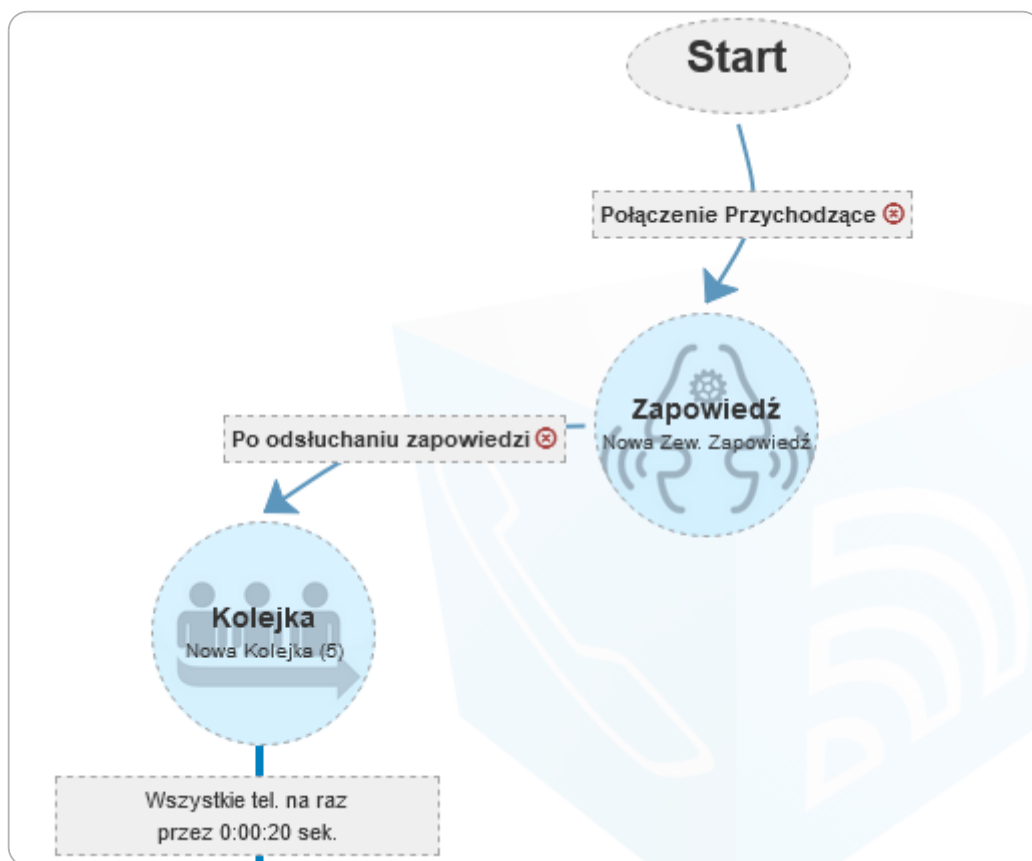 Start
Połączenie Przychodzące
Zapowiedź
Nowa Zew. Zapowiedź
Po odsłuchaniu zapowiedzi
Kolejka
Nowa Kolejka (5)
Wszystkie tel. na raz
przez 0:00:20 sek.